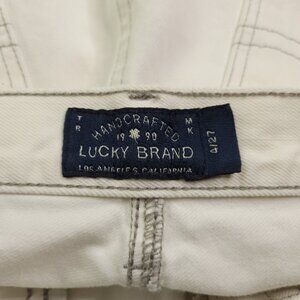 TR MK
HANDCRAFTED
19 90
LUCKY BRAND
LOS ANGELES CALIFORNIA
4/27